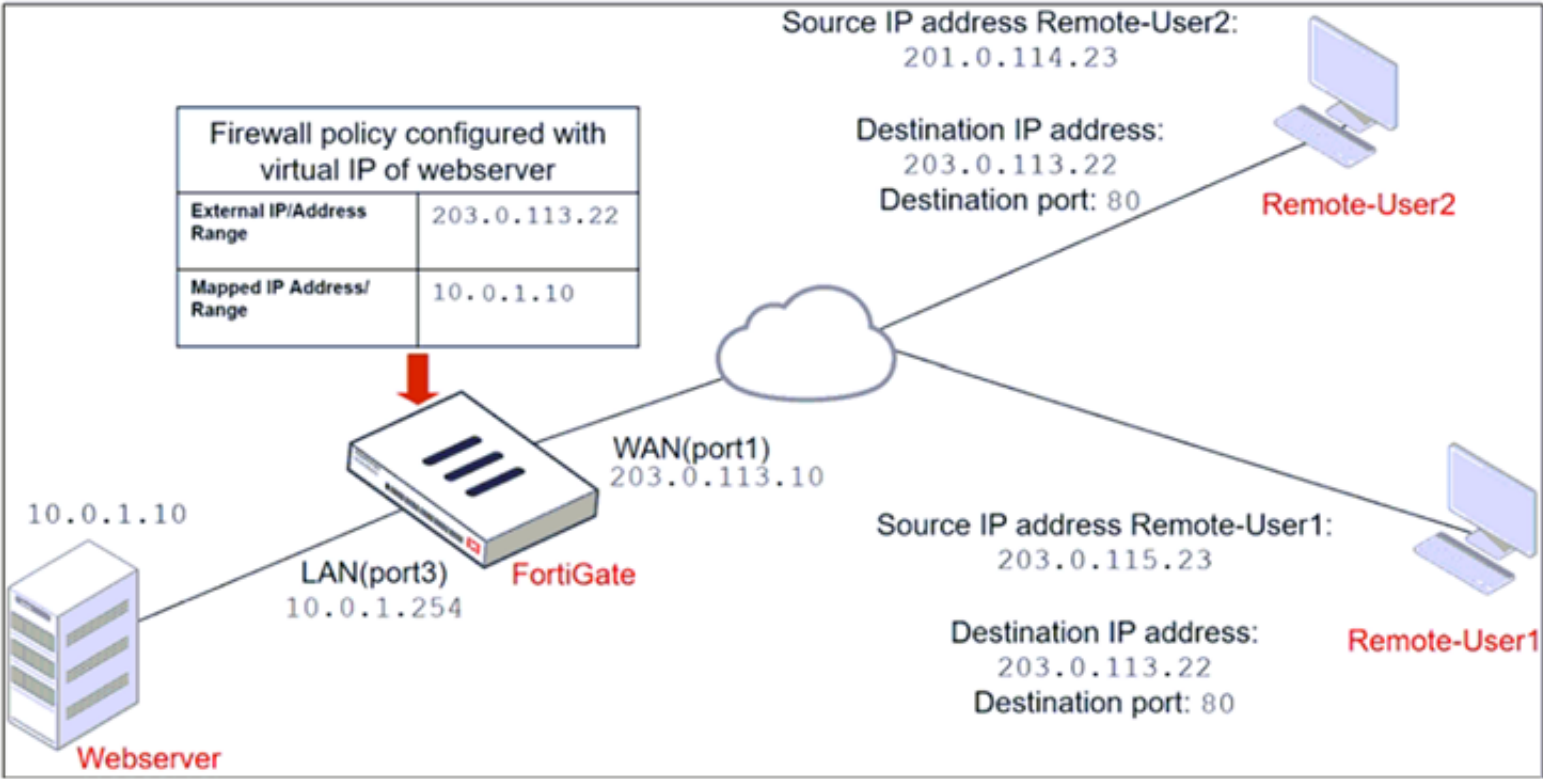 Source IP address Remote-User2:
201.0.114.23
Destination IP address:
203.0.113.22
Destination port: 80
Remote-User2
Firewall policy configured with
virtual IP of webserver
External IP/Address
Range
203.0.113.22
Mapped IP Address/
Range
10.0.1.10
WAN(port1)
203.0.113.10
10.0.1.10
LAN(port3)
10.0.1.254
FortiGate
Webserver
Source IP address Remote-User1:
203.0.115.23
Destination IP address:
203.0.113.22
Destination port: 80
Remote-User1